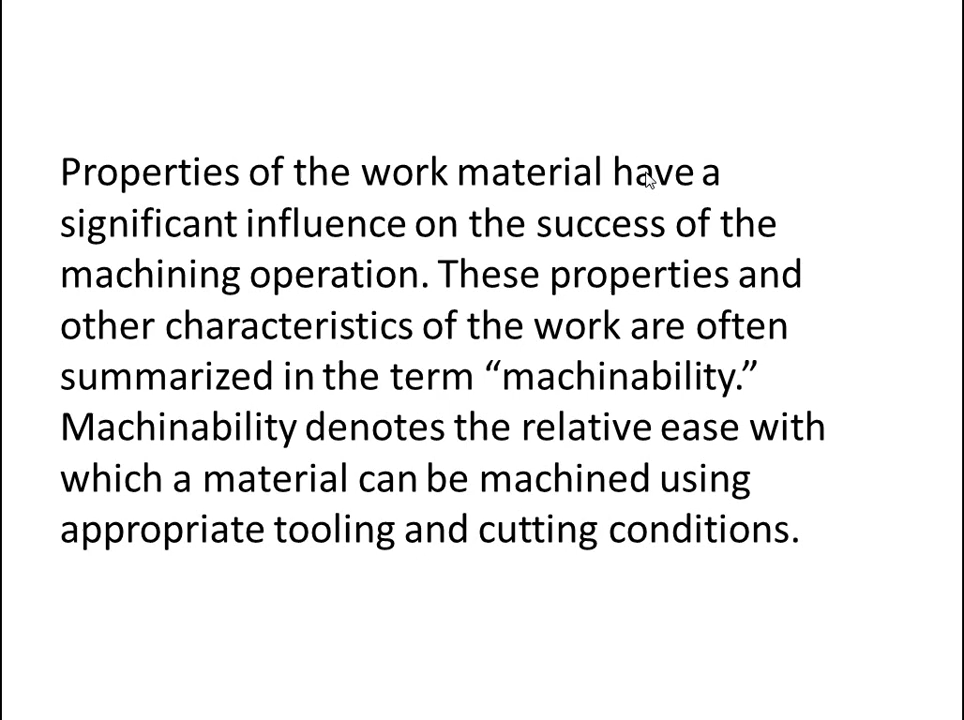 Properties of the work material have a
significant influence on the success of the
machining operation. These properties and
other characteristics of the work are often
summarized in the term “machinability.”
Machinability denotes the relative ease with
which a material can be machined using
appropriate tooling and cutting conditions.